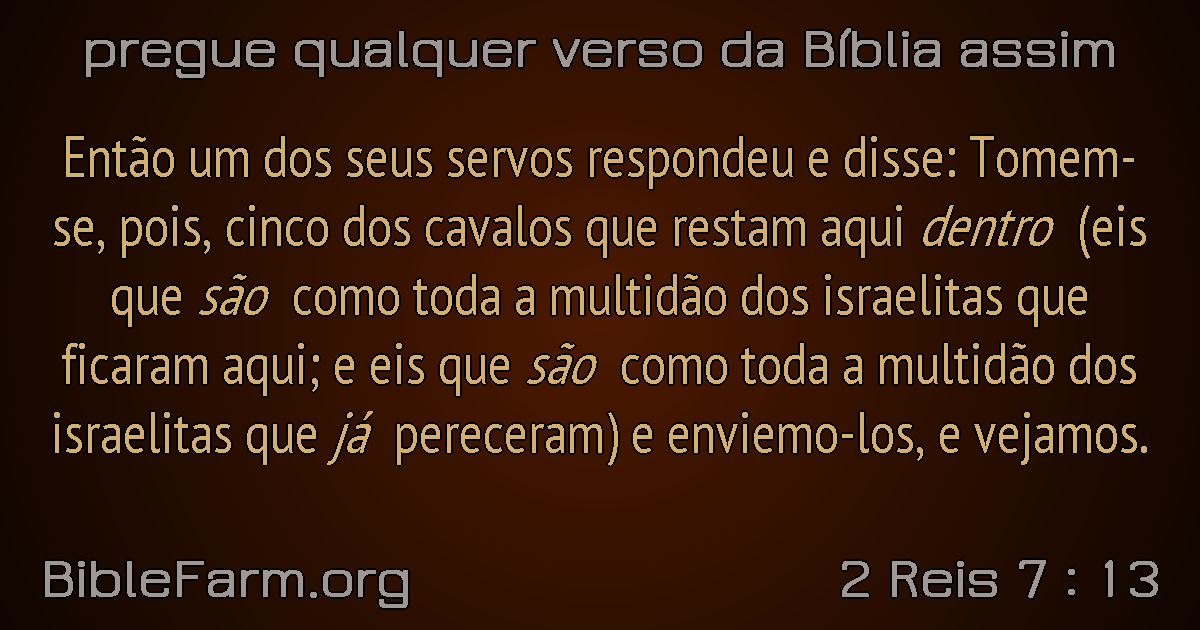 pregue qualquer verso da Bíblia assim
Então um dos seus servos respondeu e disse: Tomem-
se, pois, cinco dos cavalos que restam aqui dentro (eis
que são como toda a multidão dos israelitas que
ficaram aqui; e eis que são como toda a multidão dos
israelitas que já pereceram) e enviemo-los, e vejamos.
BibleFarm.org
2 Reis 7 : 13